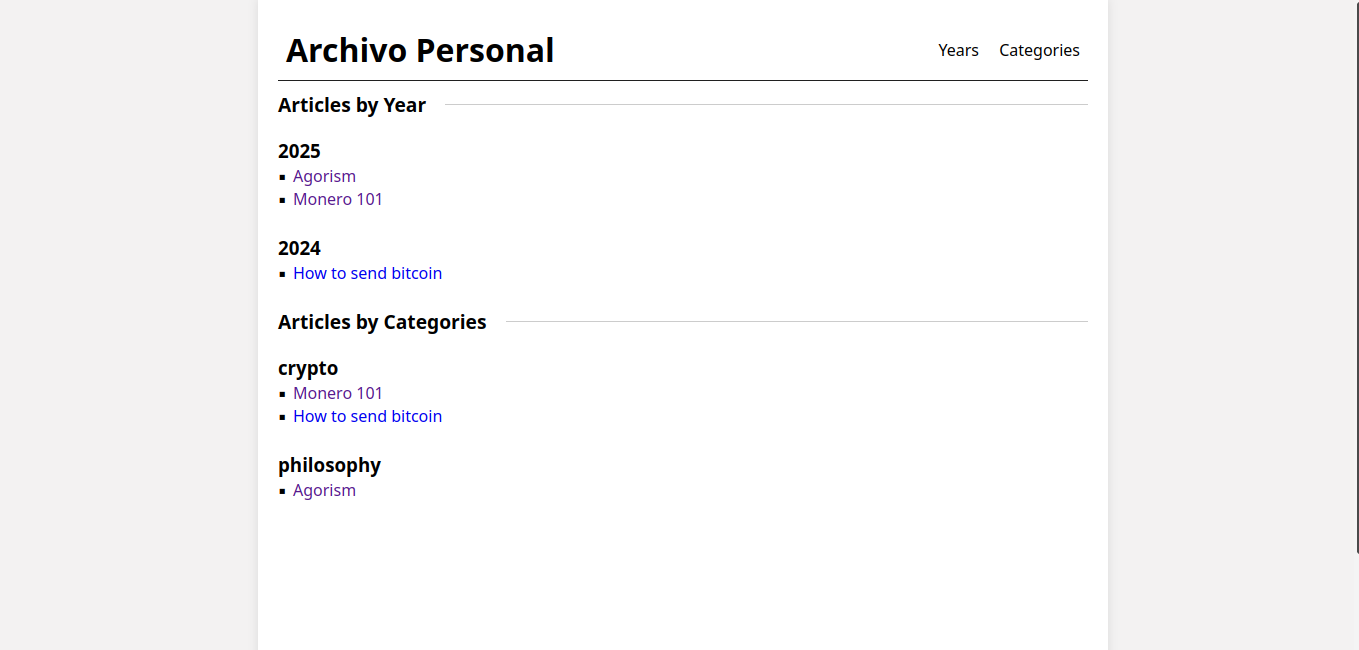 Archivo Personal
Years Categories
Articles by Year
2025
Agorism
Monero 101
2024
How to send bitcoin
Articles by Categories
crypto
Monero 101
How to send bitcoin
philosophy
Agorism